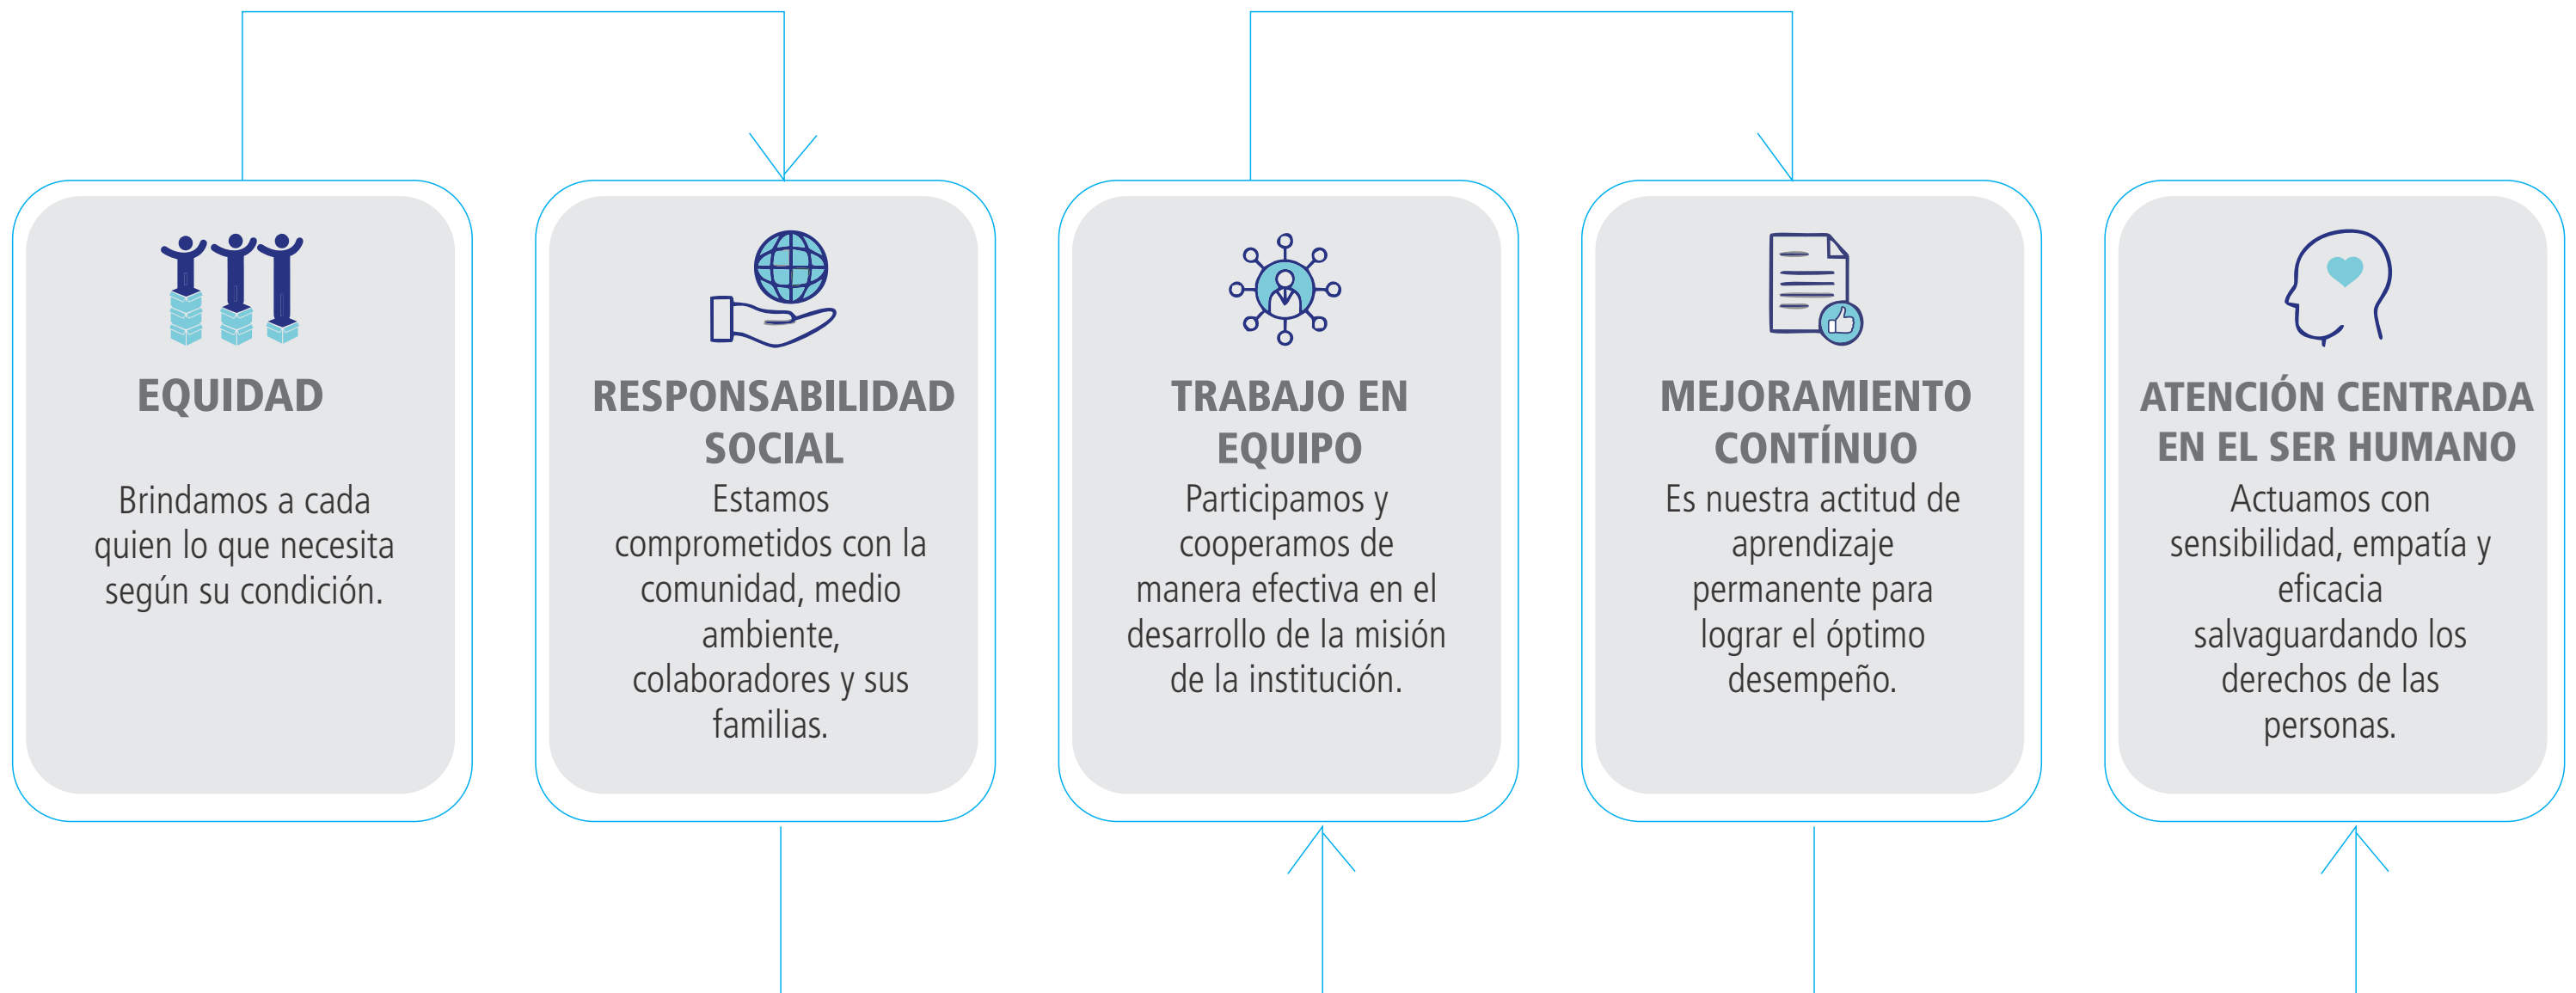 EQUIDAD
Brindamos a cada
quien lo que necesita
según su condición.
RESPONSABILIDAD
SOCIAL
Estamos
comprometidos con la
comunidad, medio
ambiente,
colaboradores y sus
familias.
TRABAJO EN
EQUIPO
Participamos y
cooperamos de
manera efectiva en el
desarrollo de la misión
de la institución.
MEJORAMIENTO
CONTÍNUO
Es nuestra actitud de
aprendizaje
permanente para
lograr el óptimo
desempeño.
ATENCIÓN CENTRADA
EN EL SER HUMANO
Actuamos con
sensibilidad, empatía y
eficacia
salvaguardando los
derechos de las
personas.